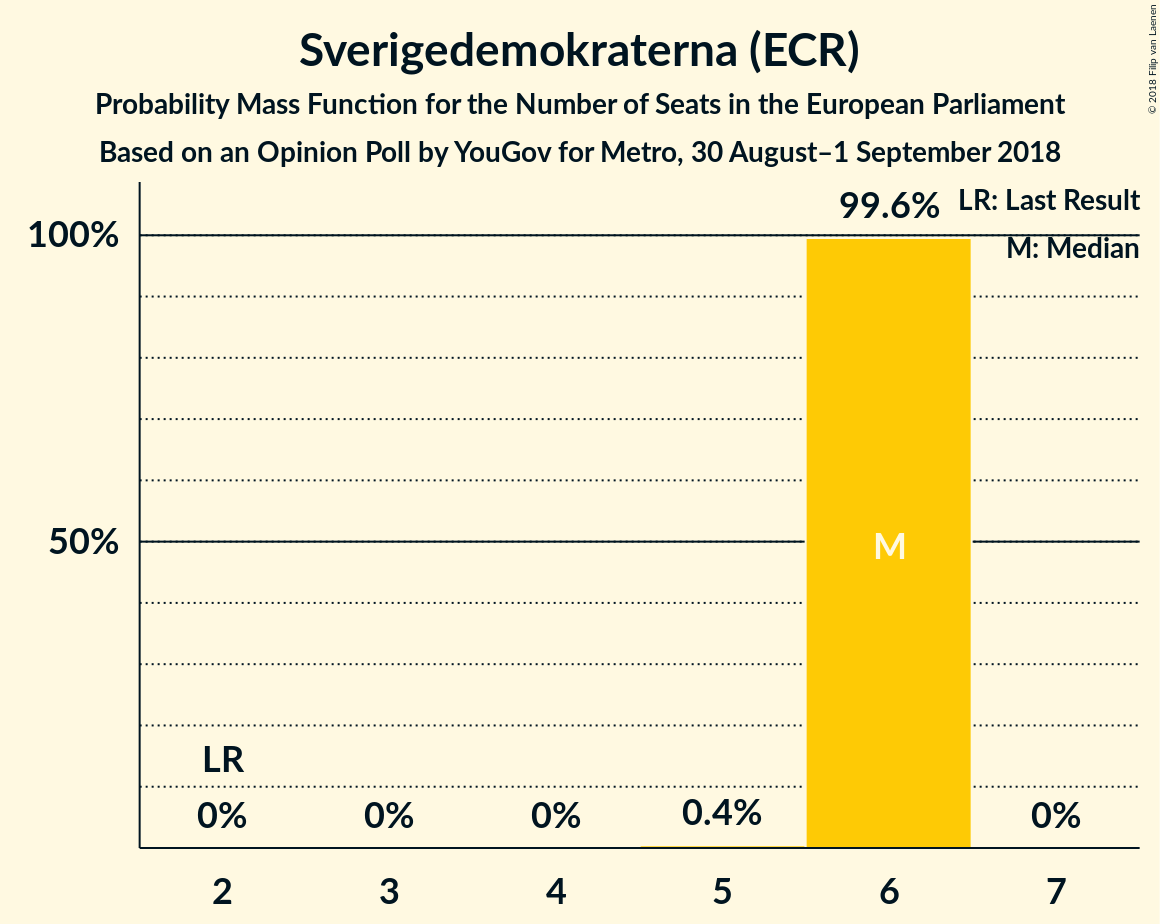 Sverigedemokraterna (ECR)
Probability Mass Function for the Number of Seats in the European Parliament
Based on an Opinion Poll by YouGov for Metro, 30 August–1 September 2018
© 2018 Filip van Laenen
99.6%
LR: Last Result
100%
M: Median
50%
M
LR
0%
0%
0%
0.4%
0%
2
3
4
5
6
7